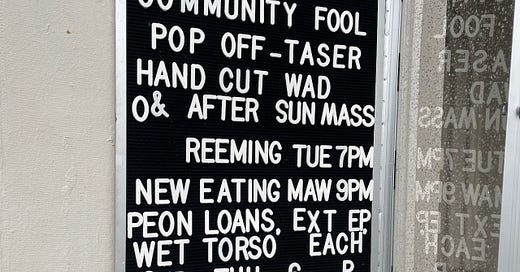 COMMUNITY FOOL
POP OFF-TASER
HAND CUT WAD
O& AFTER SUN MASS
REEMING TUE 7PM
NEW EATING MAW 9PM
PEON LOANS, EXT EP,
WET TORSO EACH